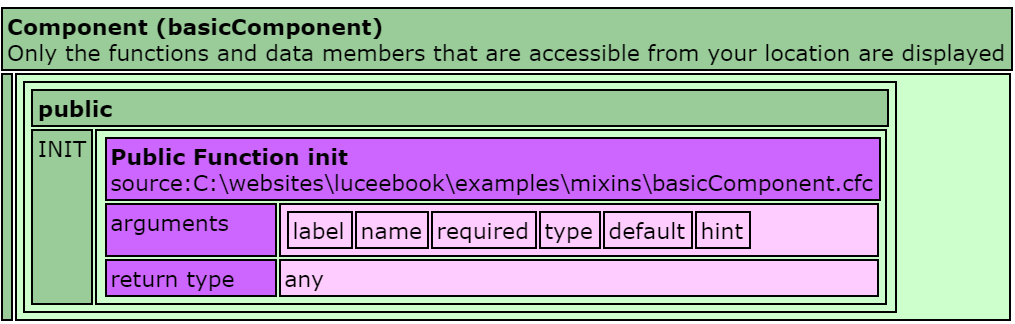 Component (basicComponent)
Only the functions and data members that are accessible from your location are displayed
public
INIT
Public Function init
source:C:\websites\luceebook\examples\mixins\basicComponent.cfc
arguments
label name required type default hint
return type
any